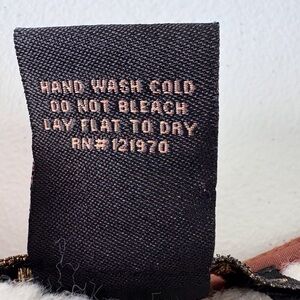 HAND WASH COLD
DO NOT BLEACH
LAY FLAT TO DRY
RN#121970